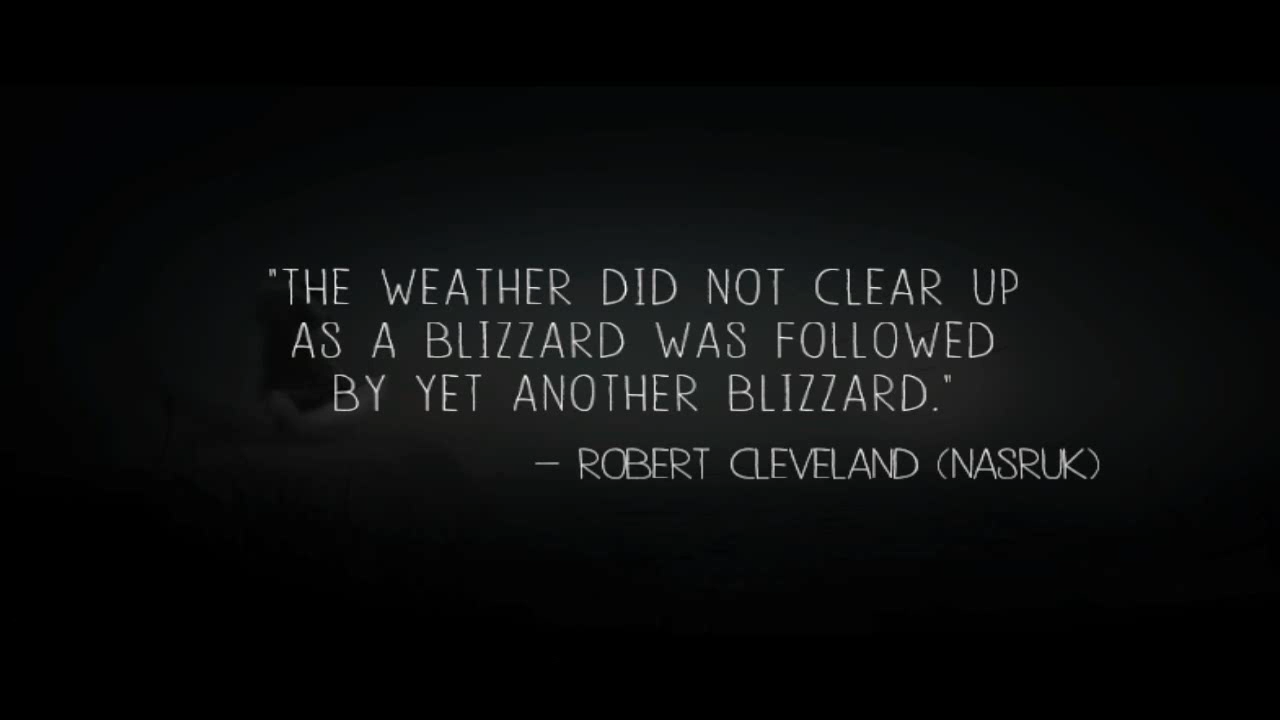 "THE WEATHER DID NOT CLEAR UP
AS A BLIZZARD WAS FOLLOWED
BY YET ANOTHER BLIZZARD."
— ROBERT CLEVELAND (NASRUK)